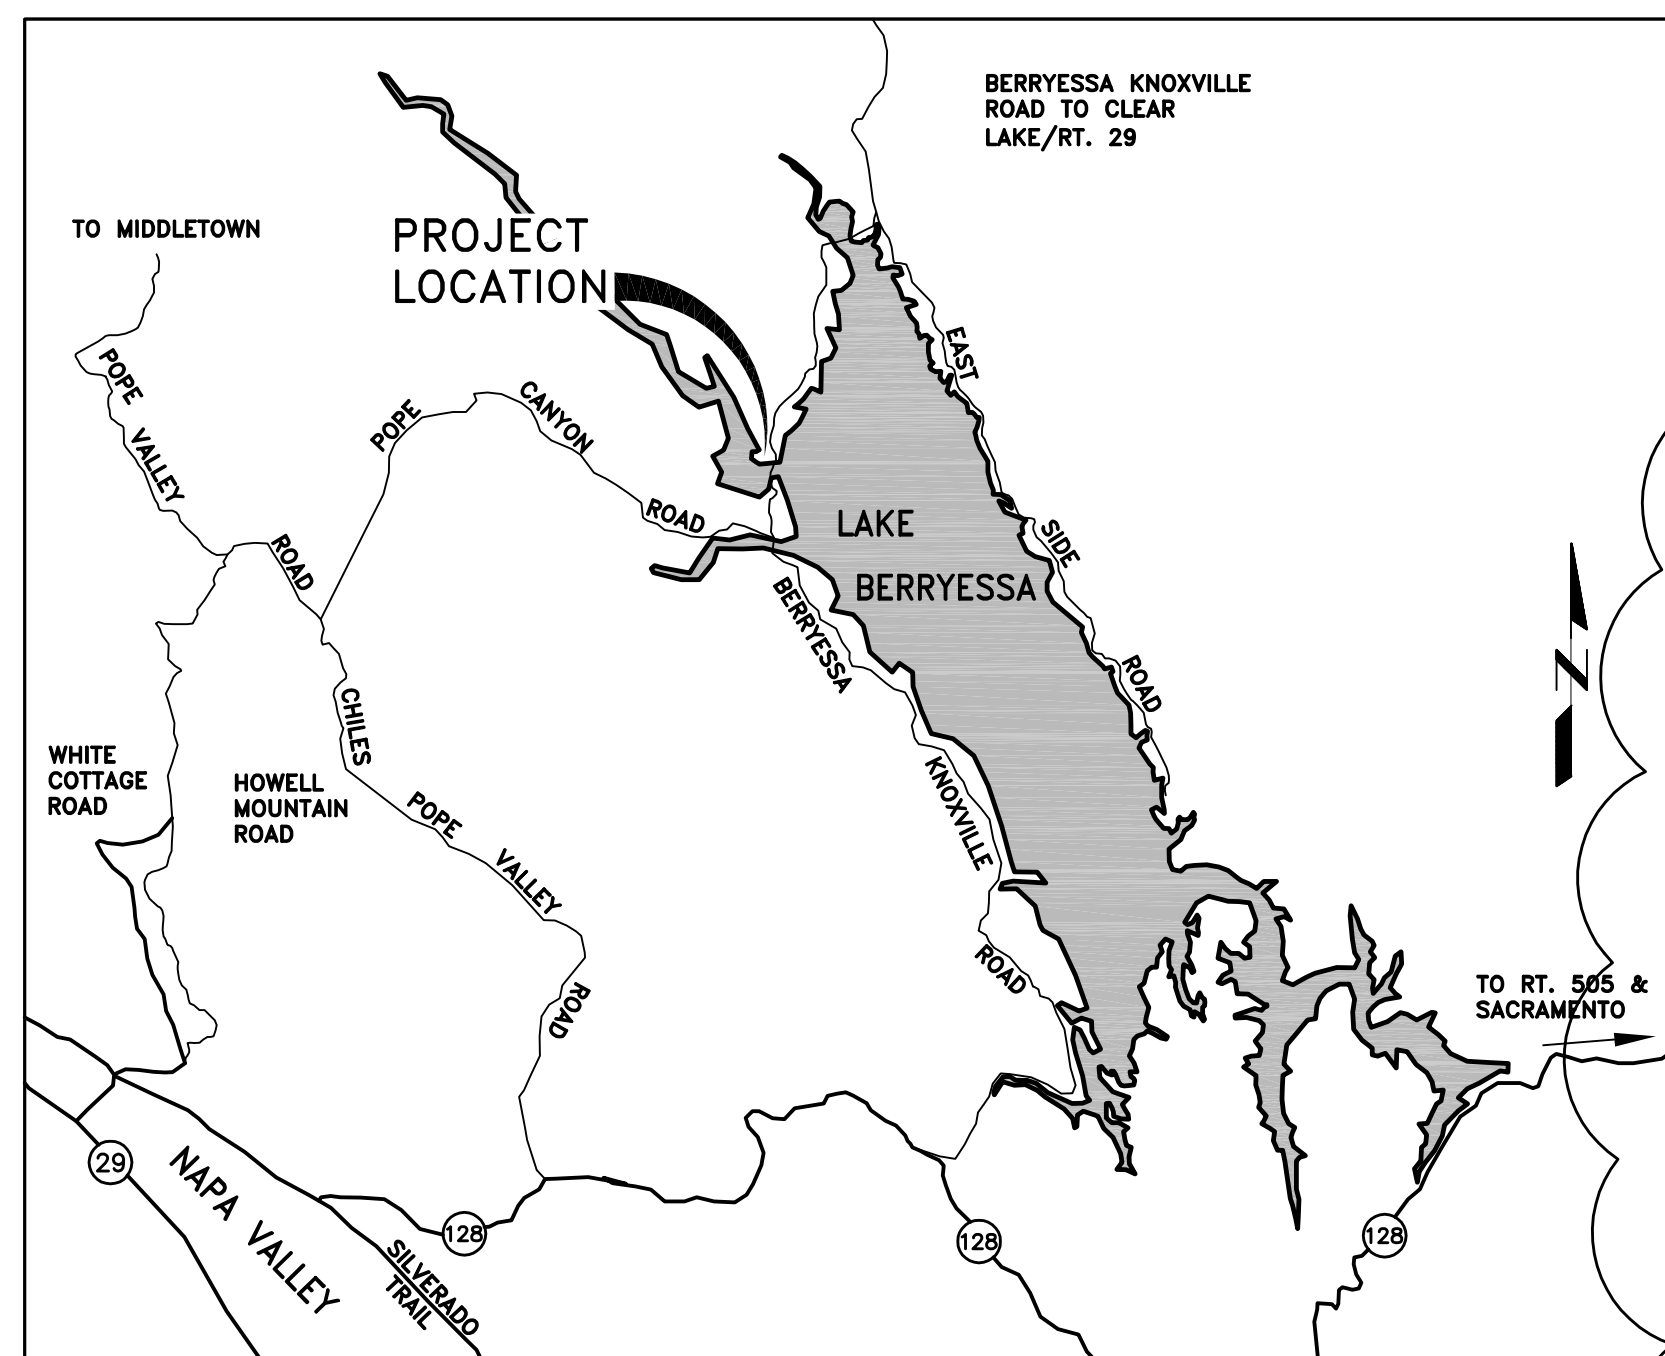 BERRYESSA KNOXVILLE
ROAD TO CLEAR
LAKE/RT. 29
TO MIDDLETOWN
PROJECT
LOCATION
POPE
VALLEY
ROAD
POPE
CANYON
ROAD
EAST
SIDE
ROAD
LAKE
BERRYESSA
BERRYESSA
KNOXVILLE
ROAD
N
CHILES
POPE
VALLEY
ROAD
WHITE
COTTAGE
ROAD
HOWELL
MOUNTAIN
ROAD
TO RT. 505 &
SACRAMENTO
29
NAPA VALLEY
128
SILVERADO
TRAIL
128
128